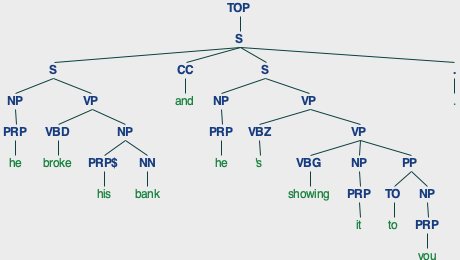 TOP
S
S CC S .
NP VP and NP VP .
PRP VBD NP PRP VBZ VP
he broke PRP$ NN he 's VBG NP PP
his bank showing PRP TO NP
it to PRP
you